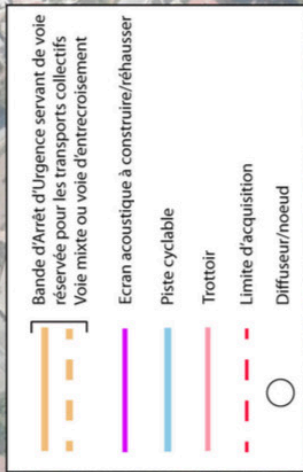 Bande d'Arrêt d'Urgence servant de voie
réservée pour les transports collectifs
Voie mixte ou voie d'entrecroisement
Ecran acoustique à construire/réhausser
Piste cyclable
Trottoir
Limite d'acquisition
Diffuseur/noeud